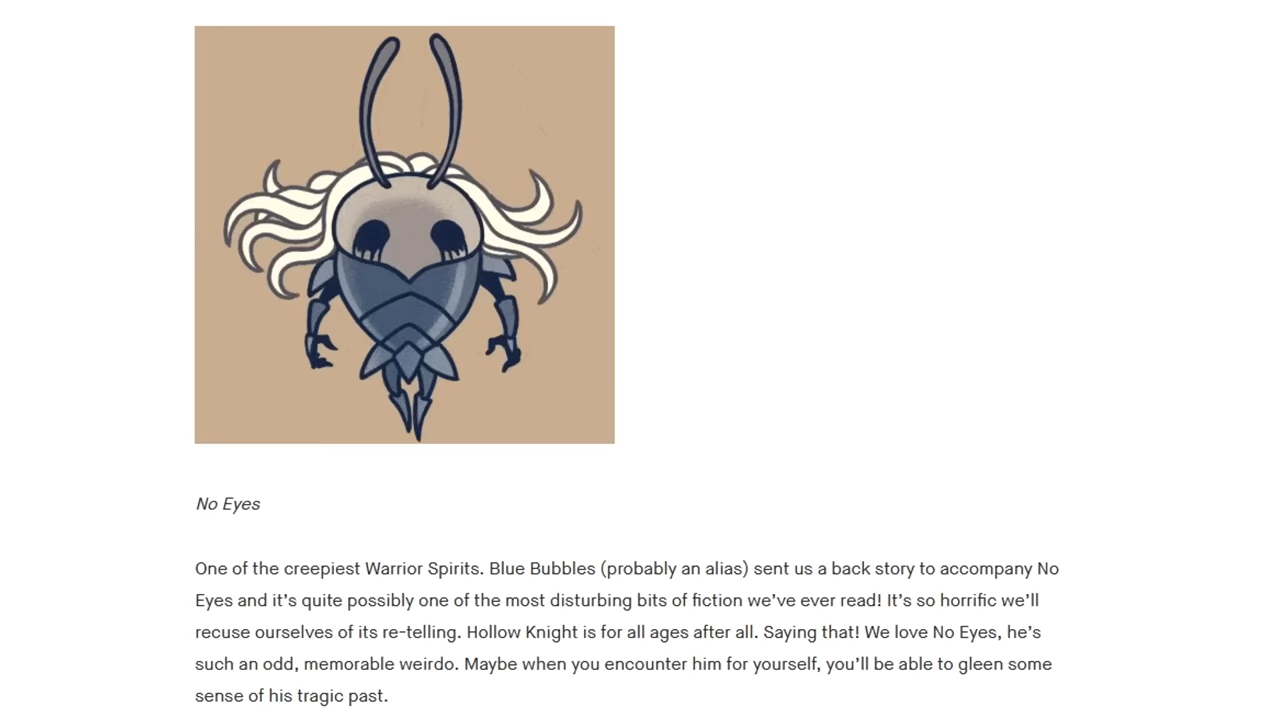 No Eyes
One of the creepiest Warrior Spirits. Blue Bubbles (probably an alias) sent us a back story to accompany No
Eyes and it’s quite possibly one of the most disturbing bits of fiction we’ve ever read! It’s so horrific we’ll
recuse ourselves of its re-telling. Hollow Knight is for all ages after all. Saying that! We love No Eyes, he’s
such an odd, memorable weirdo. Maybe when you encounter him for yourself, you’ll be able to gleen some
sense of his tragic past.